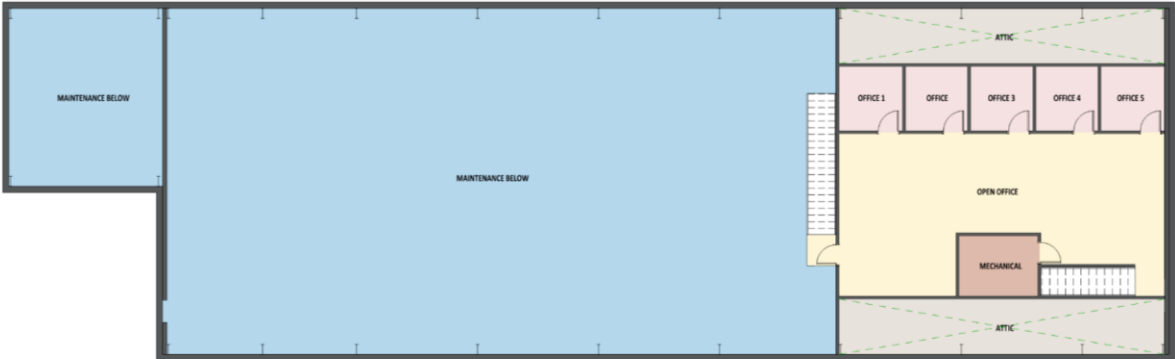 ATTIC
MAINTENANCE BELOW
OFFICE 1
OFFICE
OFFICE 3
OFFICE 4
OFFICE 5
MAINTENANCE BELOW
OPEN OFFICE
MECHANICAL
ATTIC